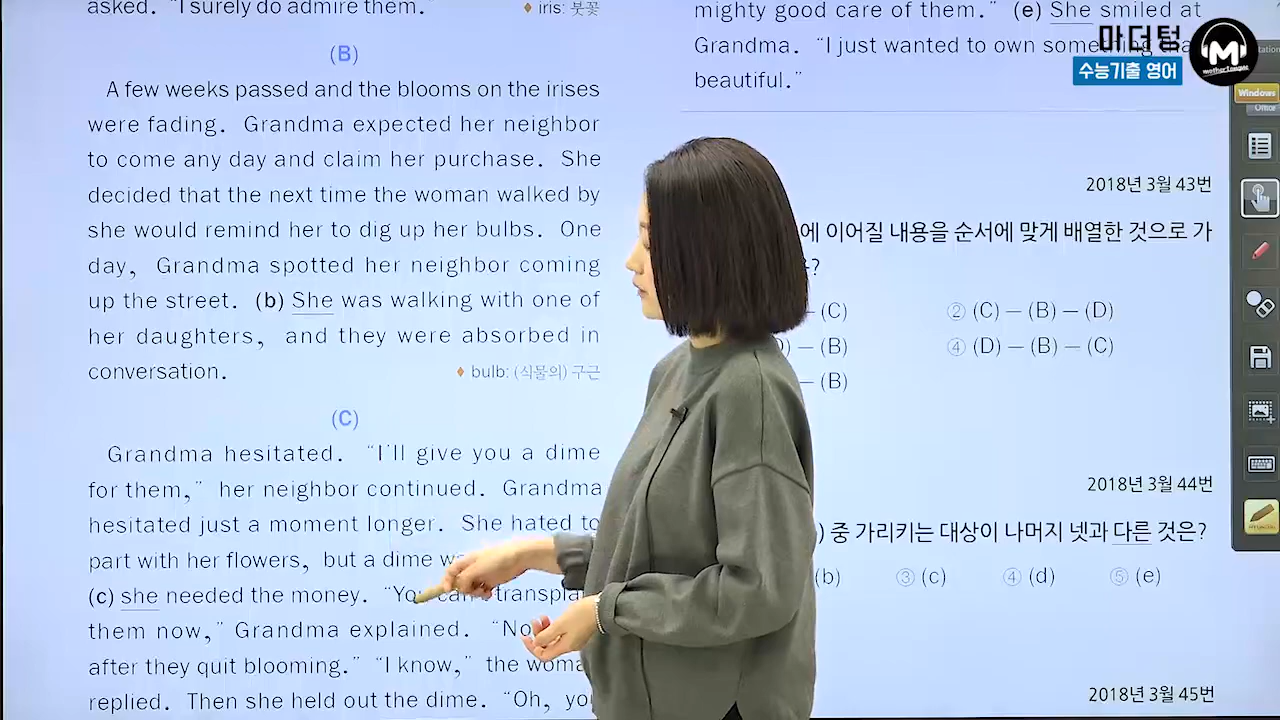 asked. “I surely do admire them.”
♦ iris: 붓꽃
(B)
A few weeks passed and the blooms on the irises
were fading. Grandma expected her neighbor
to come any day and claim her purchase. She
decided that the next time the woman walked by
she would remind her to dig up her bulbs. One
day, Grandma spotted her neighbor coming
up the street. (b) She was walking with one of
her daughters, and they were absorbed in
conversation.
♦ bulb: (식물의) 구근
(C)
Grandma hesitated. “I’ll give you a dime
for them,” her neighbor continued. Grandma
hesitated just a moment longer. She hated to
part with her flowers, but a dime
(c) she needed the money.
them now,” Grandma explained.
after they quit blooming.” “I know,” the
replied. Then she held out the dime. “Oh,
mighty good care of them.” (e) She smiled at
Grandma. “I just wanted to own
beautiful.”
2018년 3월 43번
에 이어질 내용을 순서에 맞게 배열한 것으로 가
?
– (C)
② (C) – (B) – (D)
– (B)
④ (D) – (B) – (C)
– (B)
2018년 3월 44번
) 중 가리키는 대상이 나머지 넷과 다른 것은?
(b)
③ (c)
④ (d)
⑤ (e)
2018년 3월 45번
마더텅
수능기출 영어
M
mother tongue
Windows
Office